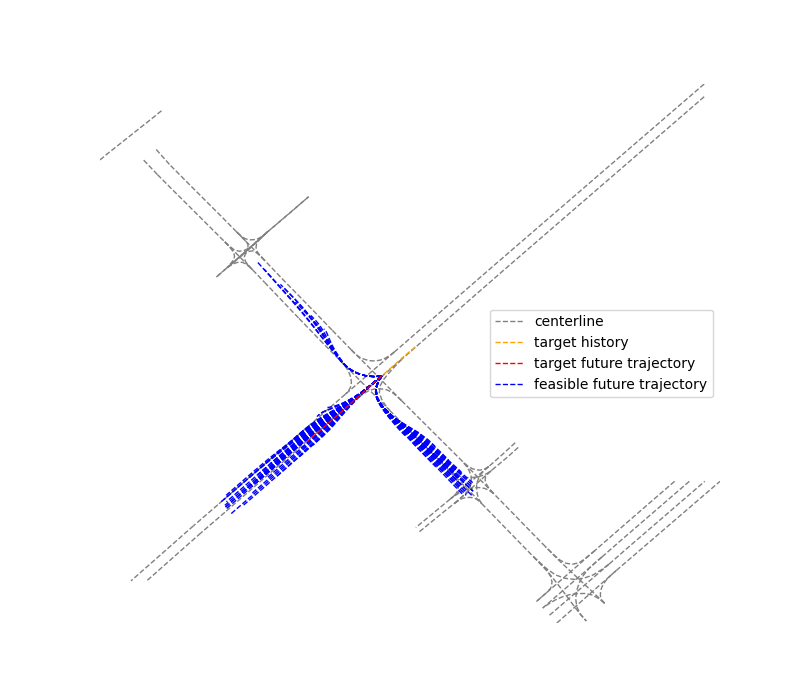 centerline
target history
target future trajectory
feasible future trajectory